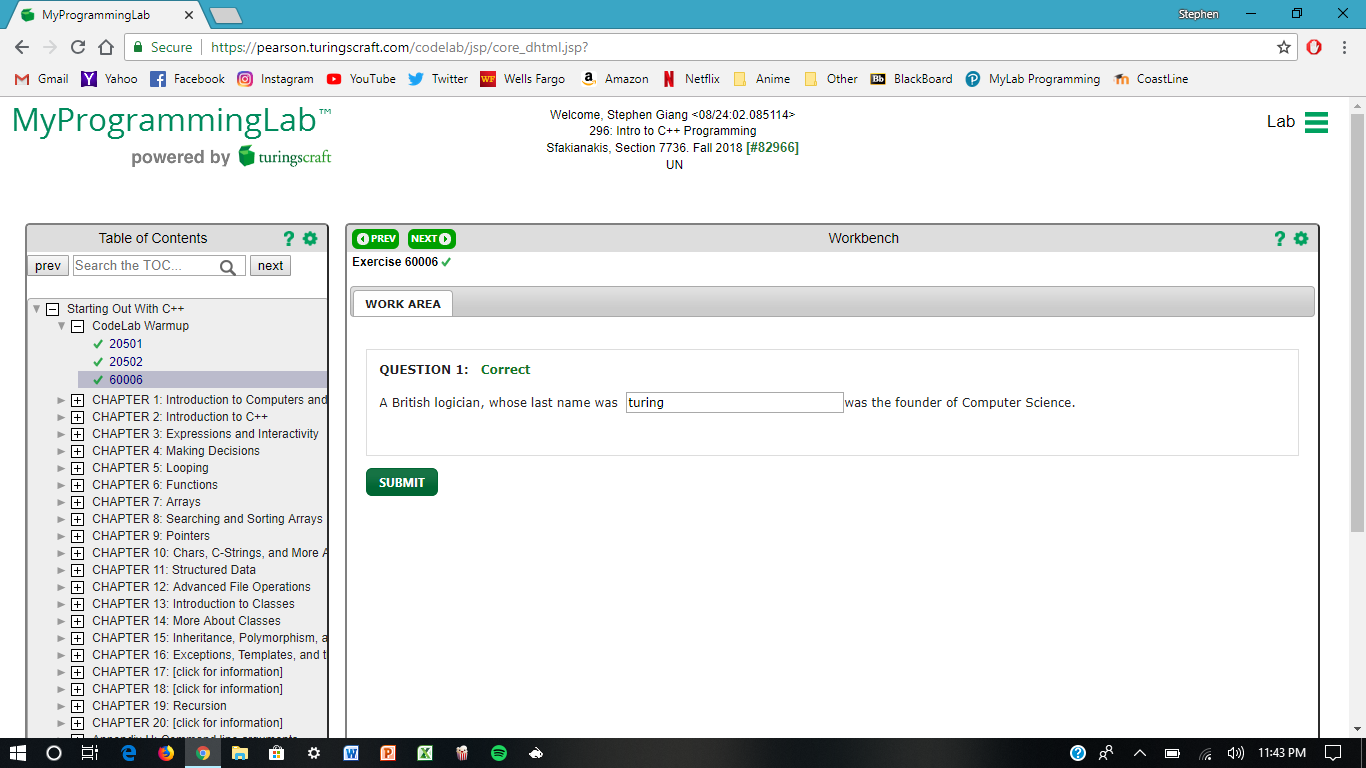 MyProgrammingLab
Stephen
Secure
https://pearson.turingscraft.com/codelab/jsp/core_dhtml.jsp?
Gmail Yahoo Facebook Instagram YouTube Twitter WF Wells Fargo a Amazon N Netflix Anime Other Bb BlackBoard P MyLab Programming CoastLine
MyProgrammingLab™
powered by turingscraft
Welcome, Stephen Giang <08/24:02.085114>
296: Intro to C++ Programming
Sfakianakis, Section 7736. Fall 2018 [#82966]
UN
Lab
Table of Contents ?
prev Search the TOC... next
Starting Out With C++
CodeLab Warmup
20501
20502
60006
CHAPTER 1: Introduction to Computers and
CHAPTER 2: Introduction to C++
CHAPTER 3: Expressions and Interactivity
CHAPTER 4: Making Decisions
CHAPTER 5: Looping
CHAPTER 6: Functions
CHAPTER 7: Arrays
CHAPTER 8: Searching and Sorting Arrays
CHAPTER 9: Pointers
CHAPTER 10: Chars, C-Strings, and More A
CHAPTER 11: Structured Data
CHAPTER 12: Advanced File Operations
CHAPTER 13: Introduction to Classes
CHAPTER 14: More About Classes
CHAPTER 15: Inheritance, Polymorphism, a
CHAPTER 16: Exceptions, Templates, and t
CHAPTER 17: [click for information]
CHAPTER 18: [click for information]
CHAPTER 19: Recursion
CHAPTER 20: [click for information]
PREV NEXT Workbench ?
Exercise 60006
WORK AREA
QUESTION 1: Correct
A British logician, whose last name was turing was the founder of Computer Science.
SUBMIT
11:43 PM